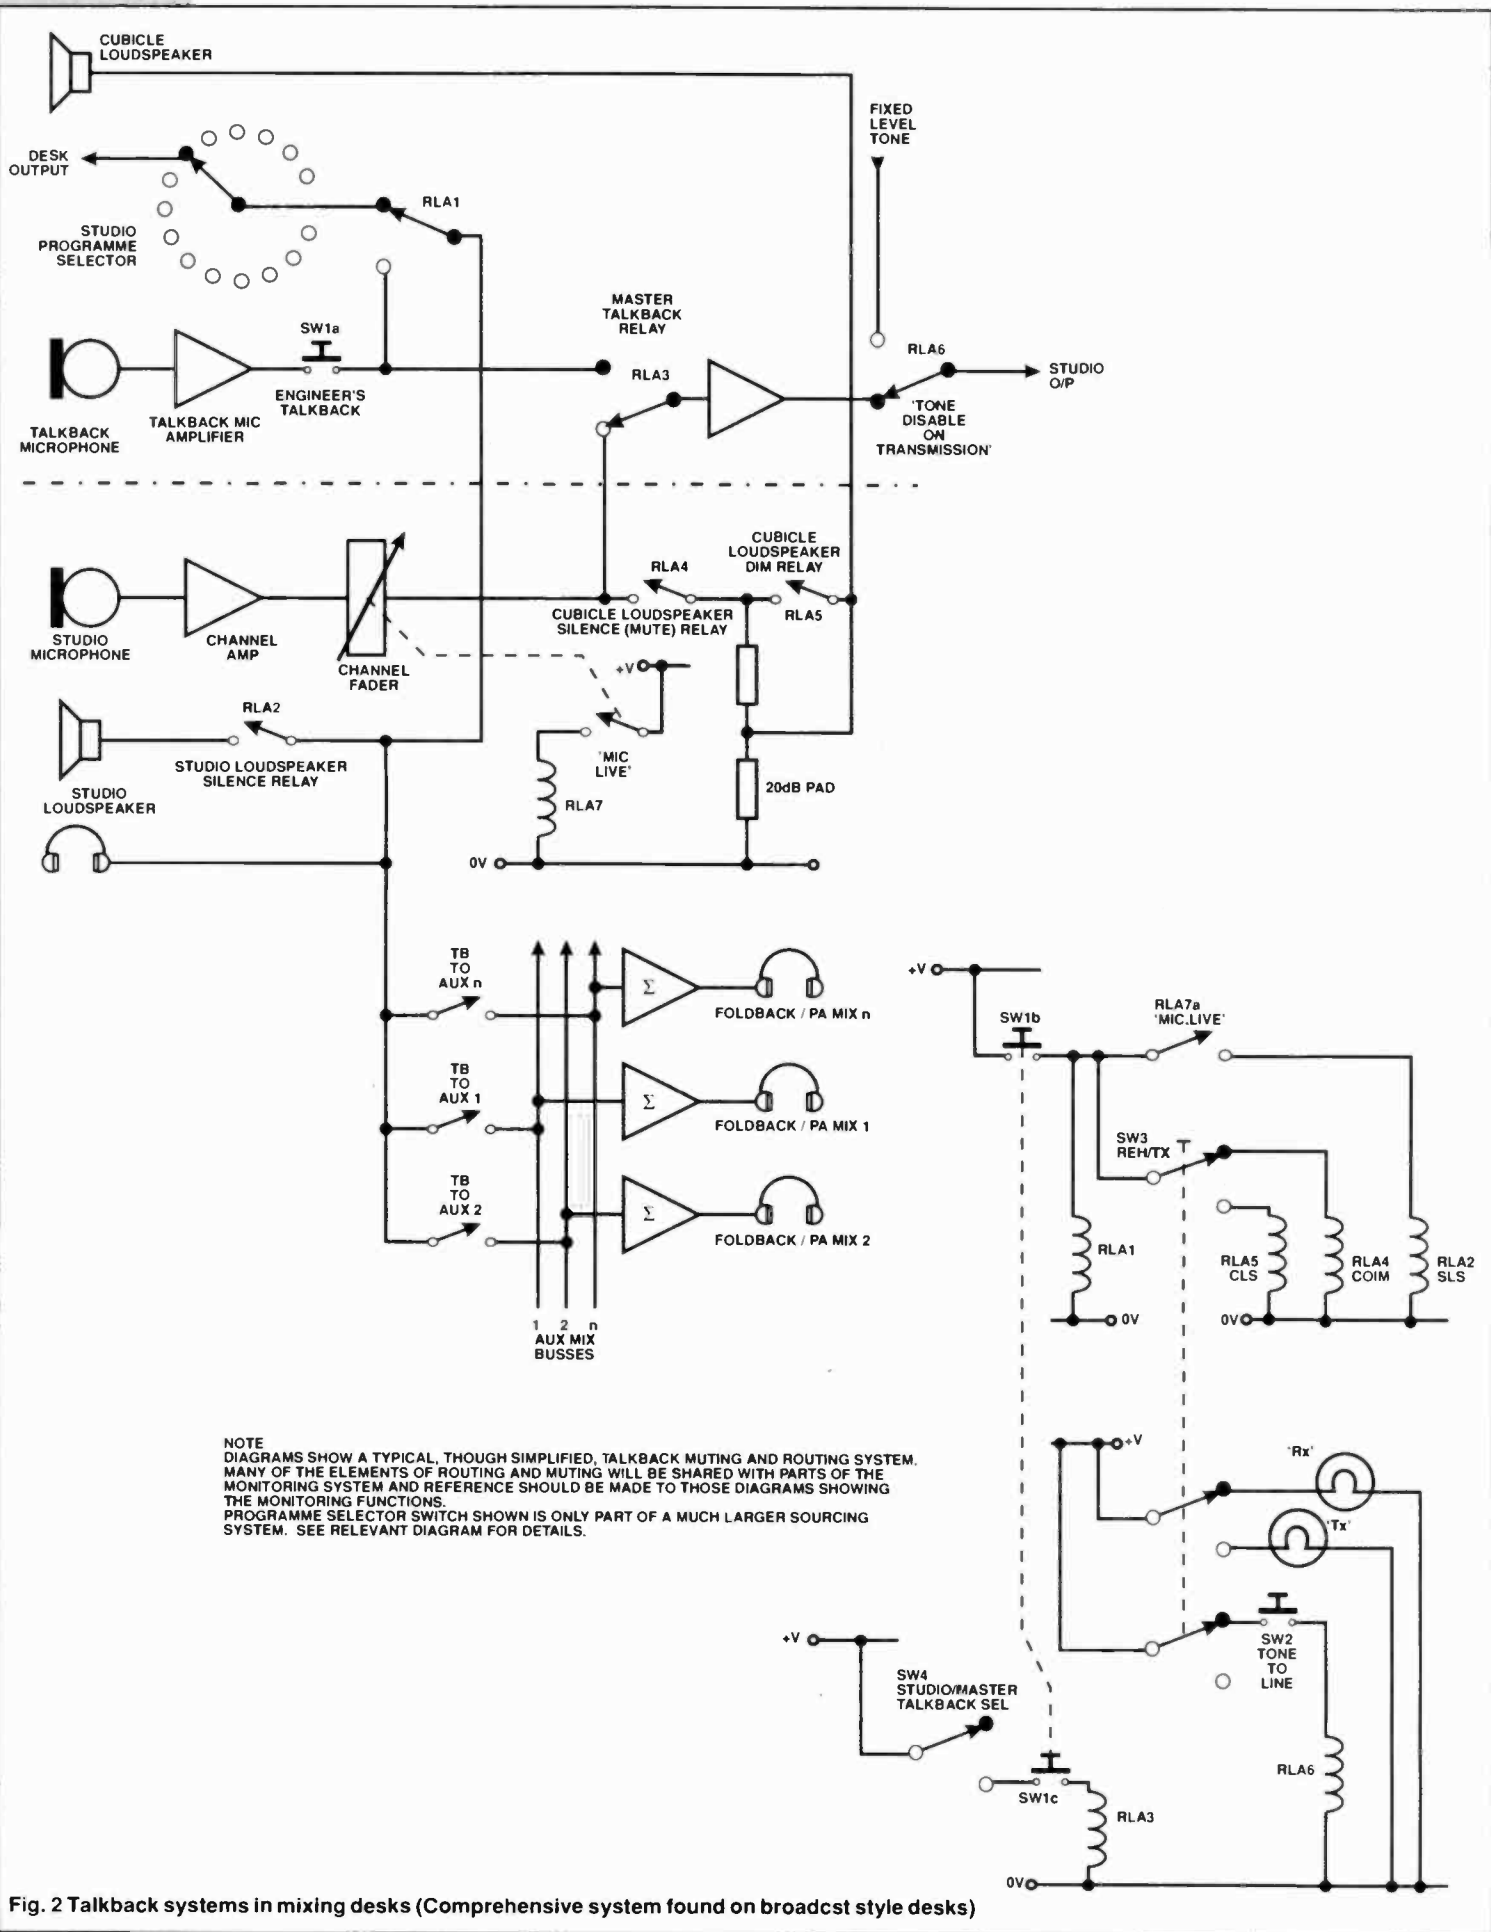 CUBICLE
LOUDSPEAKER
FIXED
LEVEL
TONE
DESK
OUTPUT
RLA1
STUDIO
PROGRAMME
SELECTOR
MASTER
TALKBACK
RELAY
SW1a
RLA6
RLA3
STUDIO
O/P
ENGINEER'S
TALKBACK
'TONE
DISABLE
ON
TRANSMISSION'
TALKBACK MIC
AMPLIFIER
TALKBACK
MICROPHONE
CUBICLE
LOUDSPEAKER
DIM RELAY
RLA4
RLA5
CUBICLE LOUDSPEAKER
SILENCE (MUTE) RELAY
STUDIO
MICROPHONE
CHANNEL
AMP
CHANNEL
FADER
+V
RLA2
'MIC
LIVE'
STUDIO LOUDSPEAKER
SILENCE RELAY
STUDIO
LOUDSPEAKER
20dB PAD
RLA7
0V
TB
TO
AUX n
Σ
FOLDBACK / PA MIX n
TB
TO
AUX 1
Σ
FOLDBACK / PA MIX 1
TB
TO
AUX 2
Σ
FOLDBACK / PA MIX 2
1 2 n
AUX MIX
BUSSES
+V
SW1b
RLA7a
'MIC.LIVE'
SW3
REH/TX
RLA1
RLA5
CLS
RLA4
COIM
RLA2
SLS
0V
0V
NOTE
DIAGRAMS SHOW A TYPICAL, THOUGH SIMPLIFIED, TALKBACK MUTING AND ROUTING SYSTEM.
MANY OF THE ELEMENTS OF ROUTING AND MUTING WILL BE SHARED WITH PARTS OF THE
MONITORING SYSTEM AND REFERENCE SHOULD BE MADE TO THOSE DIAGRAMS SHOWING
THE MONITORING FUNCTIONS.
PROGRAMME SELECTOR SWITCH SHOWN IS ONLY PART OF A MUCH LARGER SOURCING
SYSTEM. SEE RELEVANT DIAGRAM FOR DETAILS.
+V
'Rx'
'Tx'
SW2
TONE
TO
LINE
+V
SW4
STUDIO/MASTER
TALKBACK SEL
SW1c
RLA3
RLA6
0V
Fig. 2 Talkback systems in mixing desks (Comprehensive system found on broadcst style desks)